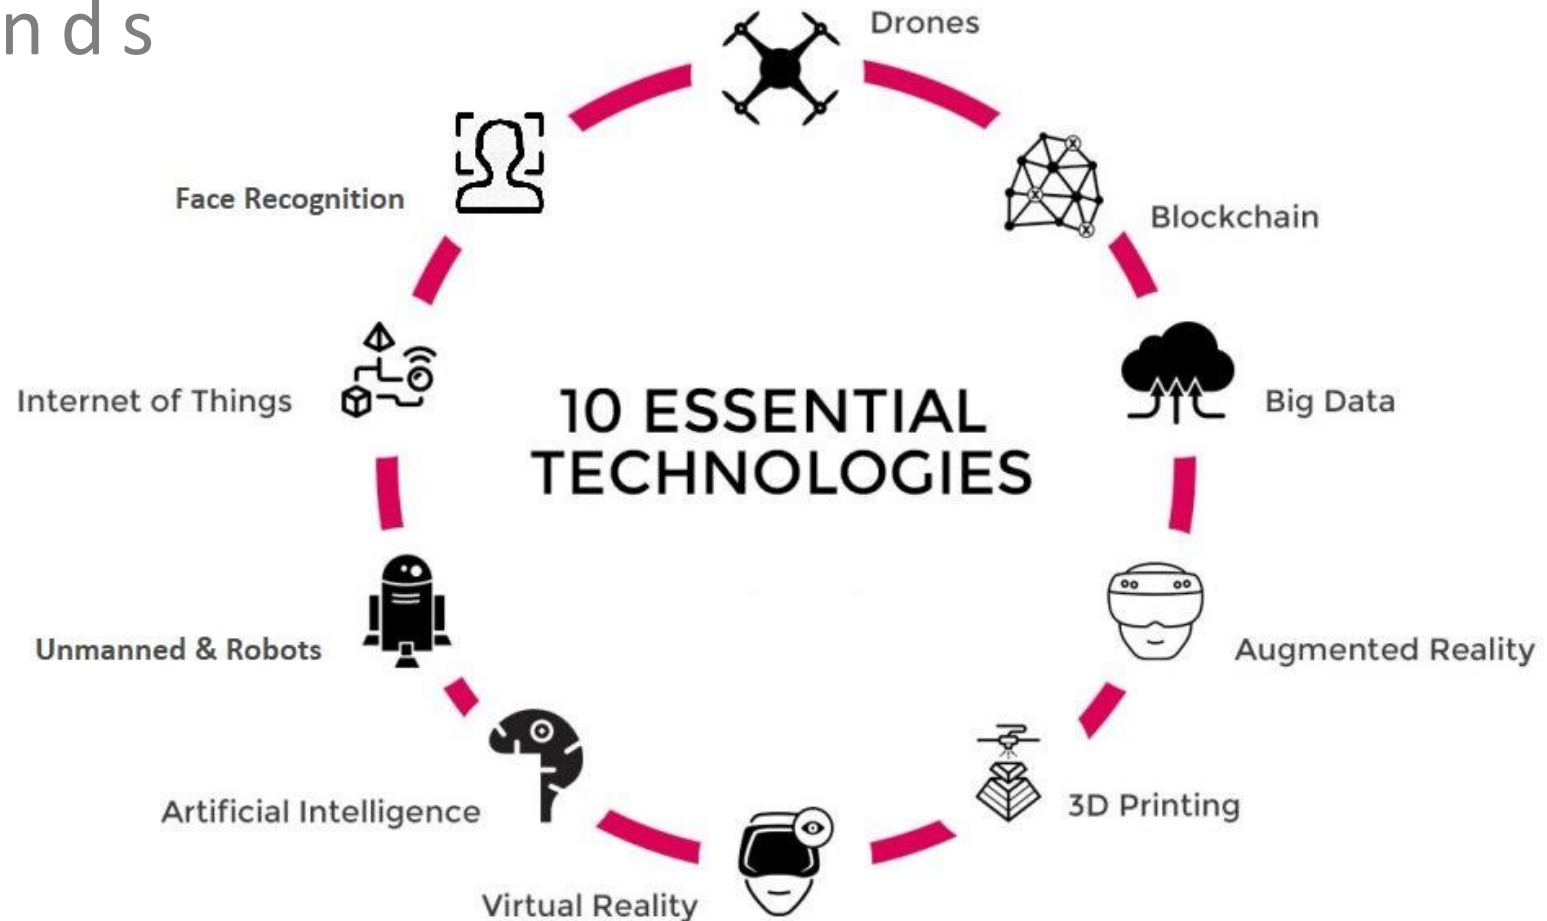 n d s
Drones
Face Recognition
Blockchain
Internet of Things
10 ESSENTIAL
TECHNOLOGIES
Big Data
Unmanned & Robots
Augmented Reality
Artificial Intelligence
3D Printing
Virtual Reality